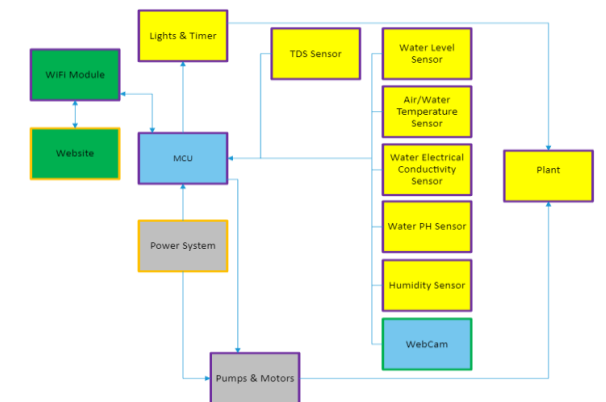 Lights & Timer
TDS Sensor
Water Level
Sensor
WIFI Module
Air/Water
Temperature
Sensor
Website
MCU
Water Electrical
Conductivity
Sensor
Plant
Power System
Water PH Sensor
Humidity Sensor
WebCam
Pumps & Motors